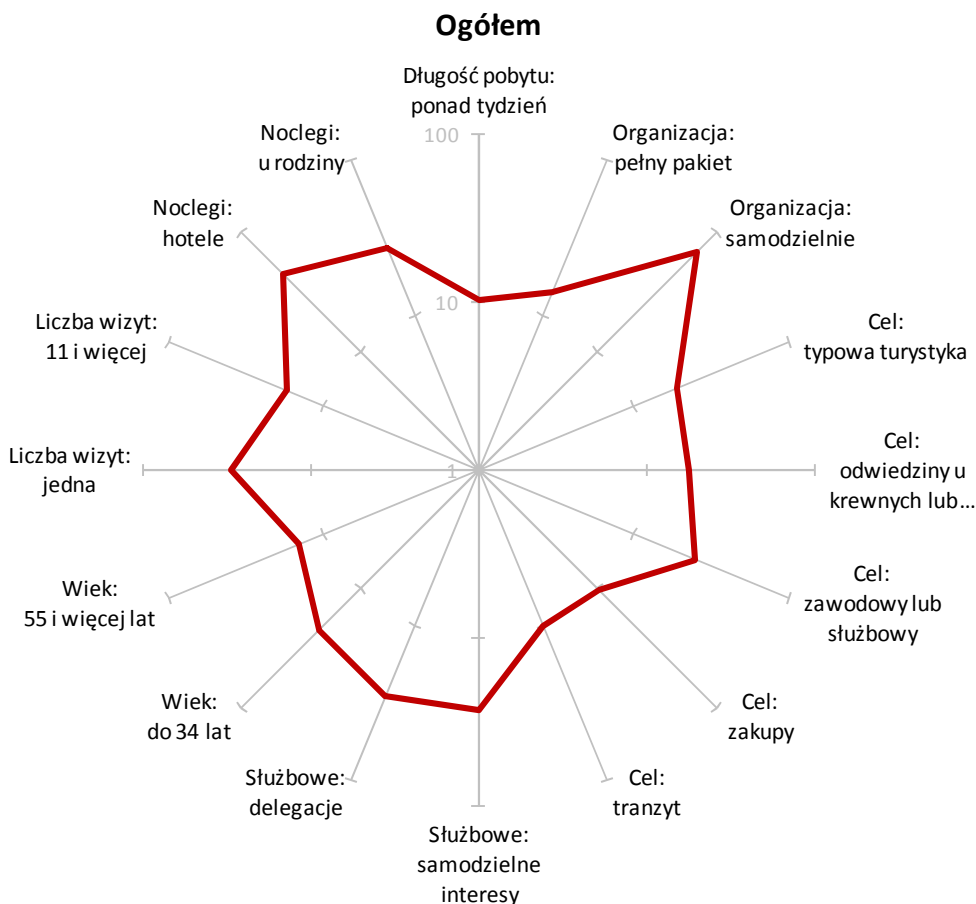 Ogółem
Długość pobytu:
ponad tydzień
Organizacja:
pełny pakiet
Organizacja:
samodzielnie
Cel:
typowa turystyka
Cel:
odwiedziny u
krewnych lub...
Cel:
zawodowy lub
służbowy
Cel:
zakupy
Cel:
tranzyt
Służbowe:
samodzielne
interesy
Służbowe:
delegacje
Wiek:
do 34 lat
Wiek:
55 i więcej lat
Liczba wizyt:
jedna
Liczba wizyt:
11 i więcej
Noclegi:
hotele
Noclegi:
u rodziny
100
10
1